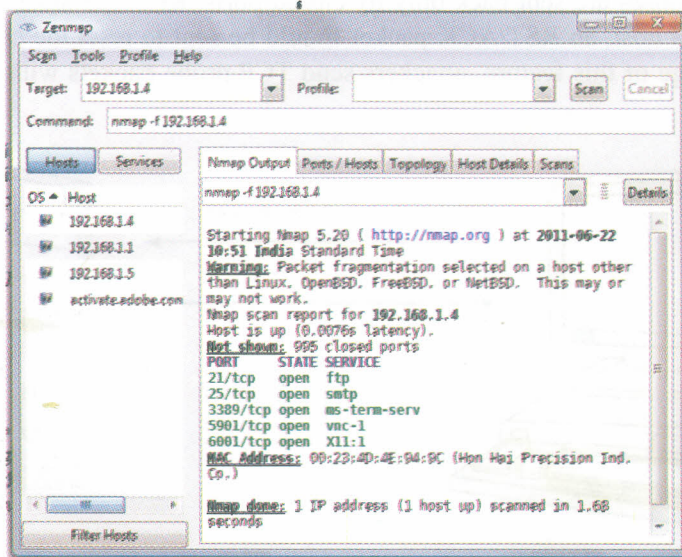 Zenmap
Scan Tools Profile Help
Target: 192.168.1.4 Profile: Scan Cancel
Command: nmap -f 192.168.1.4
Hosts Services
OS Host
192.168.1.4
192.168.1.1
192.168.1.5
activate.adobe.com
Filter Hosts
Nmap Output Ports / Hosts Topology Host Details Scans
nmap -f 192.168.1.4 Details
Starting Nmap 5.20 ( http://nmap.org ) at 2011-06-22
10:51 India Standard Time
Warning: Packet fragmentation selected on a host other
than Linux, OpenBSD, FreeBSD, or NetBSD. This may or
may not work.
Nmap scan report for 192.168.1.4
Host is up (0.0076s latency).
Not shown: 995 closed ports
PORT STATE SERVICE
21/tcp open ftp
25/tcp open smtp
3389/tcp open ms-term-serv
5901/tcp open vnc-1
6001/tcp open X11:1
MAC Address: 00:23:4D:4E:94:9C (Hon Hai Precision Ind.
Co.)
Nmap done: 1 IP address (1 host up) scanned in 1.68
seconds